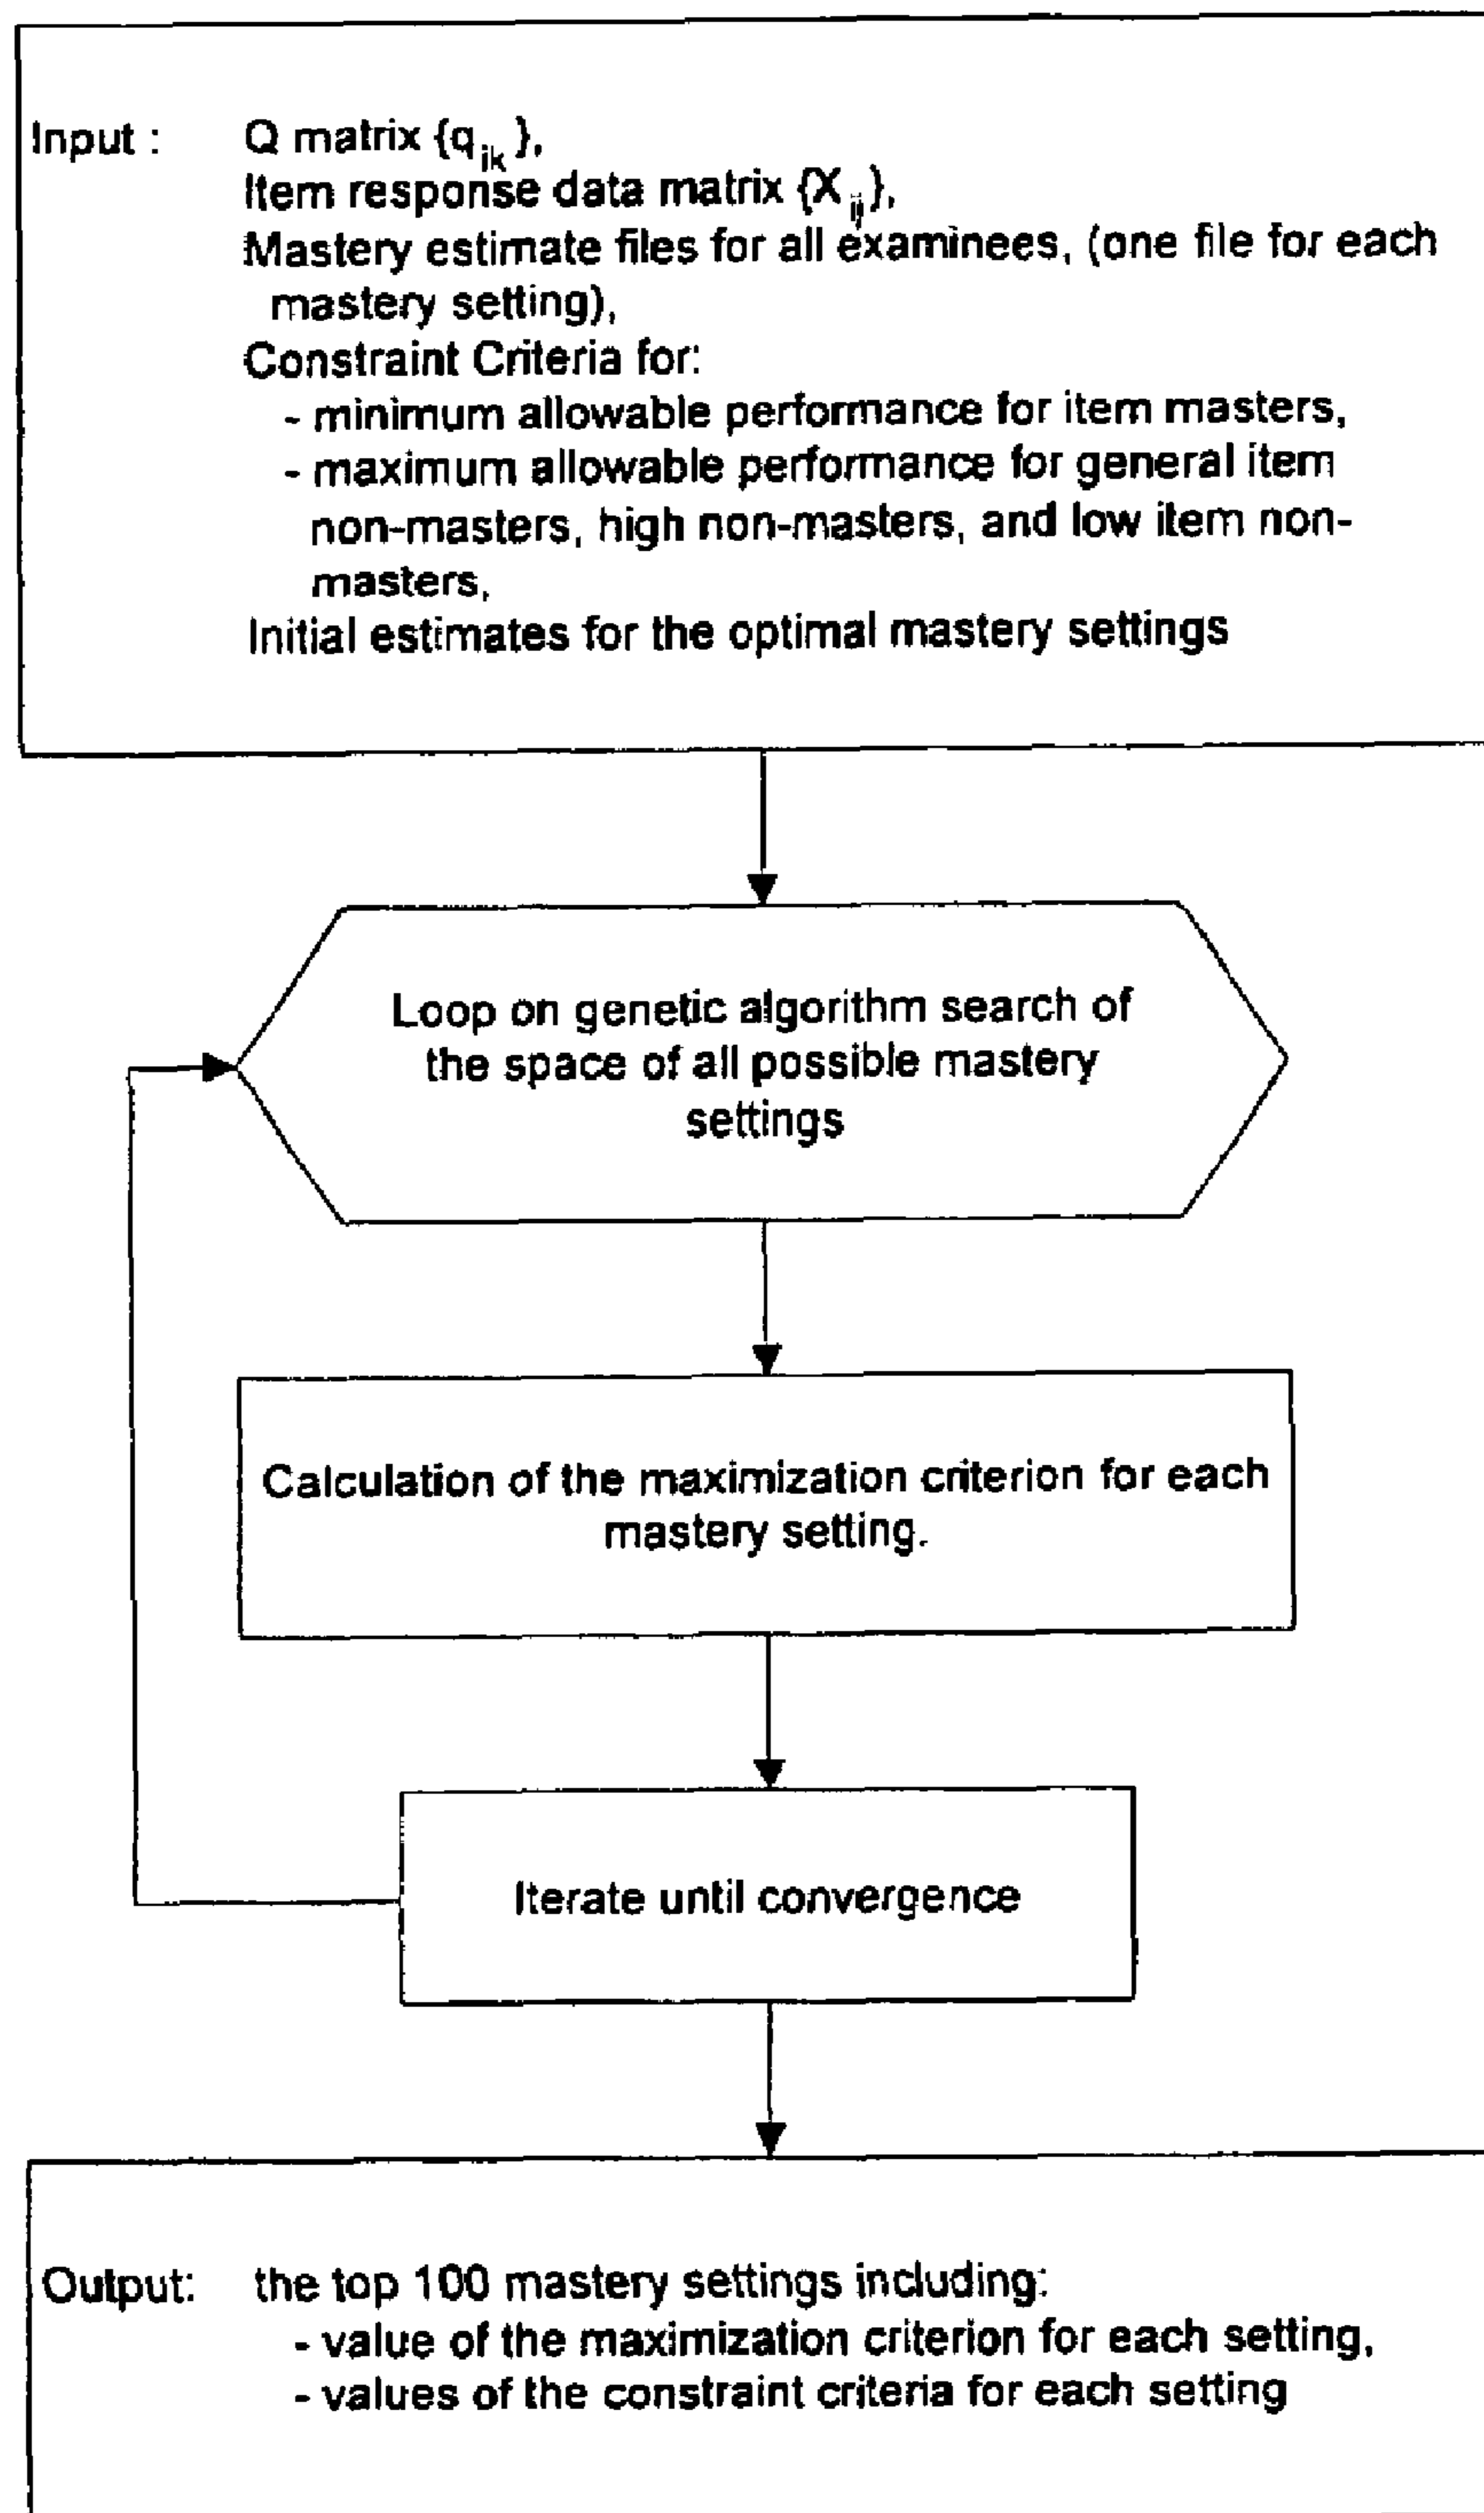 Input : Q matrix {q_ik},
Item response data matrix {X_ij},
Mastery estimate files for all examinees, (one file for each
mastery setting),
Constraint Criteria for:
- minimum allowable performance for item masters,
- maximum allowable performance for general item
non-masters, high non-masters, and low item non-
masters,
Initial estimates for the optimal mastery settings
Loop on genetic algorithm search of
the space of all possible mastery
settings
Calculation of the maximization criterion for each
mastery setting.
Iterate until convergence
Output: the top 100 mastery settings including:
- value of the maximization criterion for each setting,
- values of the constraint criteria for each setting